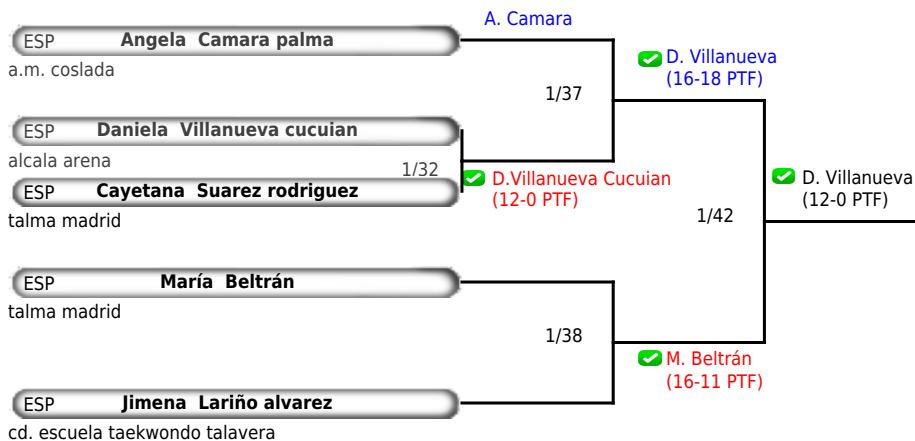 A. Camara
ESP Angela Camara palma
a.m. coslada
D. Villanueva
(16-18 PTF)
1/37
ESP Daniela Villanueva cucuian
alcala arena
1/32
D.Villanueva Cucuian
(12-0 PTF)
ESP Cayetana Suarez rodriguez
talma madrid
D. Villanueva
(12-0 PTF)
1/42
ESP María Beltrán
talma madrid
1/38
M. Beltrán
(16-11 PTF)
ESP Jimena Lariño alvarez
cd. escuela taekwondo talavera